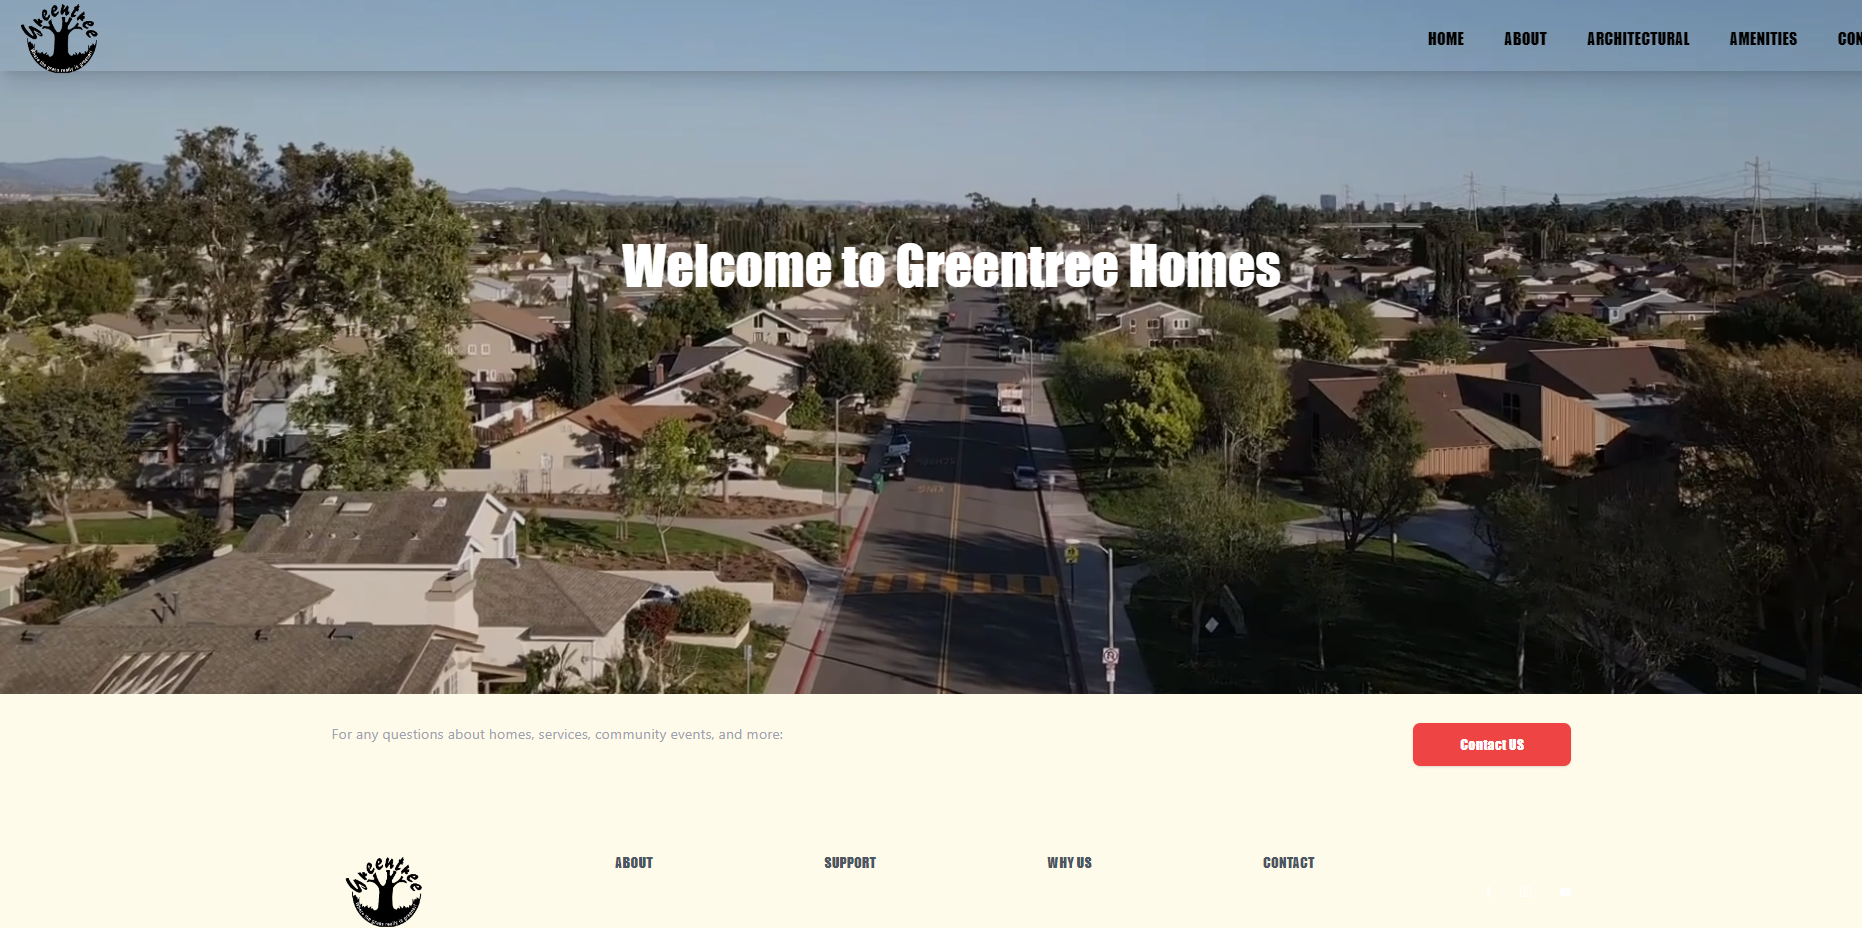 Greentree
HOME ABOUT ARCHITECTURAL AMENITIES CON
Welcome to Greentree Homes
XING
For any questions about homes, services, community events, and more:
Contact US
Greentree
ABOUT SUPPORT WHY US CONTACT